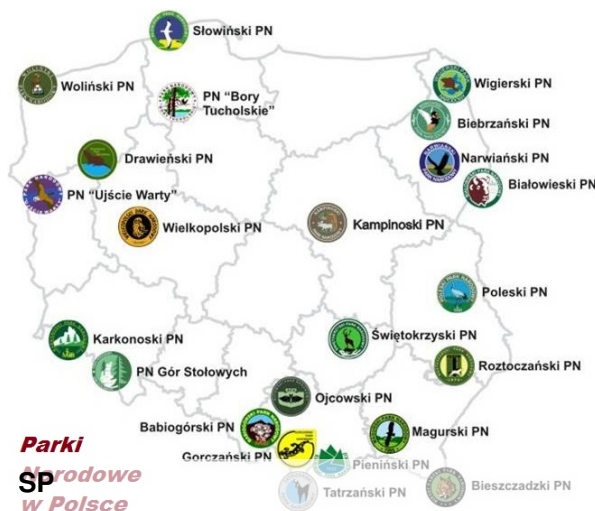 Słowiński PN
Woliński PN
Wigierski PN
PN "Bory
Tucholskie"
Biebrzański PN
Drawieński PN
Narwiański PN
Białowieski PN
PN "Ujście Warty"
Wielkopolski PN
Kampinoski PN
Poleski PN
Karkonoski PN
Świętokrzyski PN
PN Gór Stołowych
Roztoczański PN
Ojcowski PN
Babiogórski PN
Magurski PN
Gorczański PN
Pieniński PN
Tatrzański PN
Bieszczadzki PN
Parki
Narodowe
SP
w Polsce